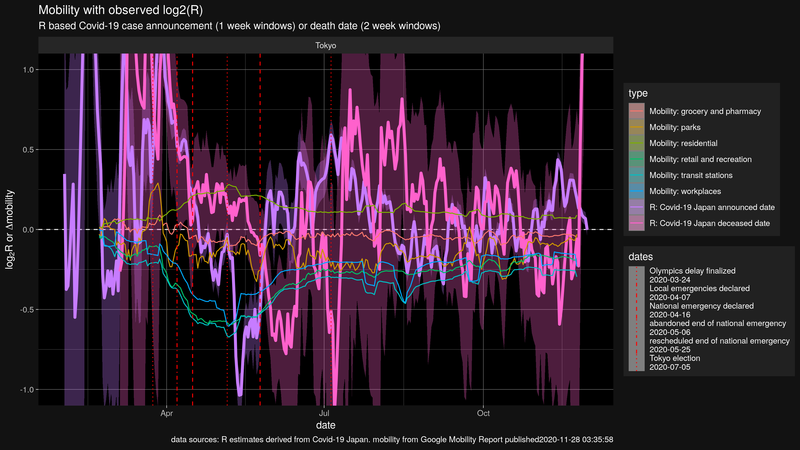 Mobility with observed log2(R)
R based Covid-19 case announcement (1 week windows) or death date (2 week windows)
Tokyo
1.0
0.5
0.0
-0.5
-1.0
log2R or Δmobility
Apr
Jul
Oct
date
data sources: R estimates derived from Covid-19 Japan. mobility from Google Mobility Report published2020-11-28 03:35:58
type
Mobility: grocery and pharmacy
Mobility: parks
Mobility: residential
Mobility: retail and recreation
Mobility: transit stations
Mobility: workplaces
R: Covid-19 Japan announced date
R: Covid-19 Japan deceased date
dates
Olympics delay finalized
2020-03-24
Local emergencies declared
2020-04-07
National emergency declared
2020-04-16
abandoned end of national emergency
2020-05-06
rescheduled end of national emergency
2020-05-25
Tokyo election
2020-07-05